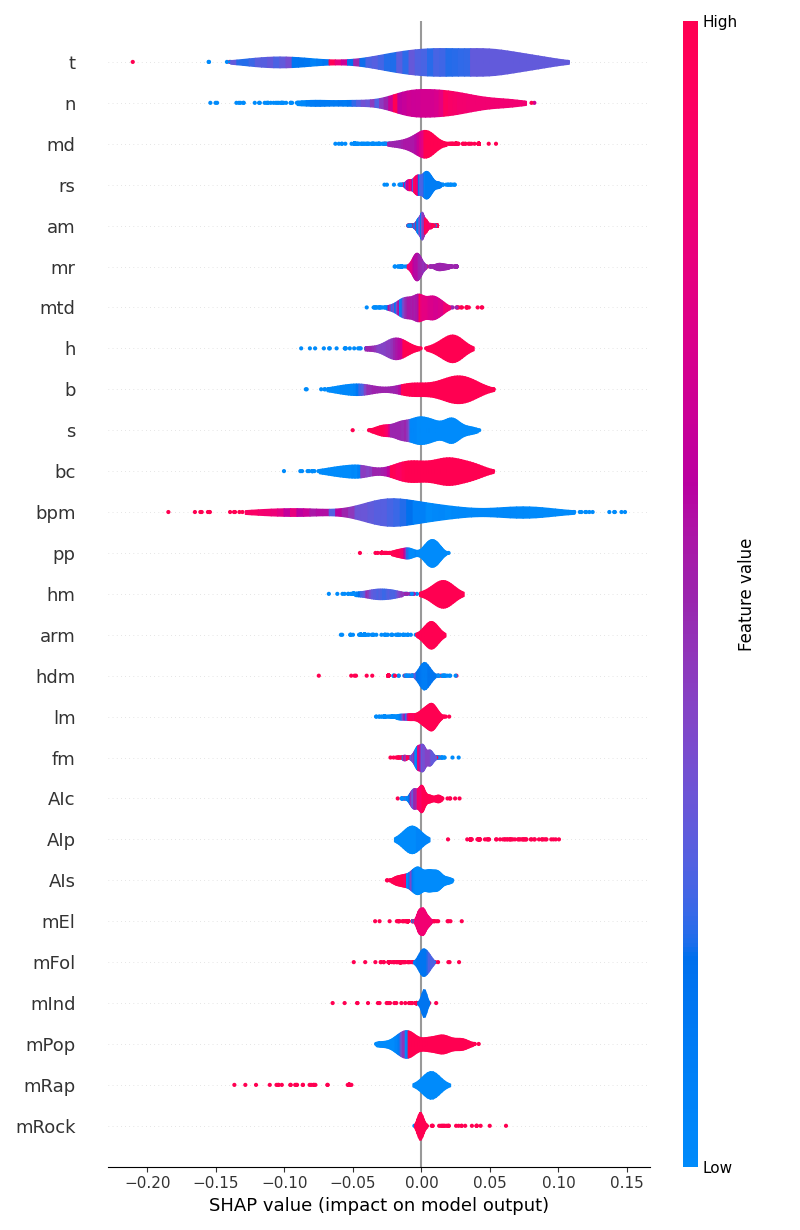 High
t
n
md
rs
am
mr
mtd
h
b
s
bc
bpm
pp
hm
arm
hdm
lm
fm
AIc
AIp
AIs
mEl
mFol
mInd
mPop
mRap
mRock
Feature value
Low
−0.20 −0.15 −0.10 −0.05 0.00 0.05 0.10 0.15
SHAP value (impact on model output)